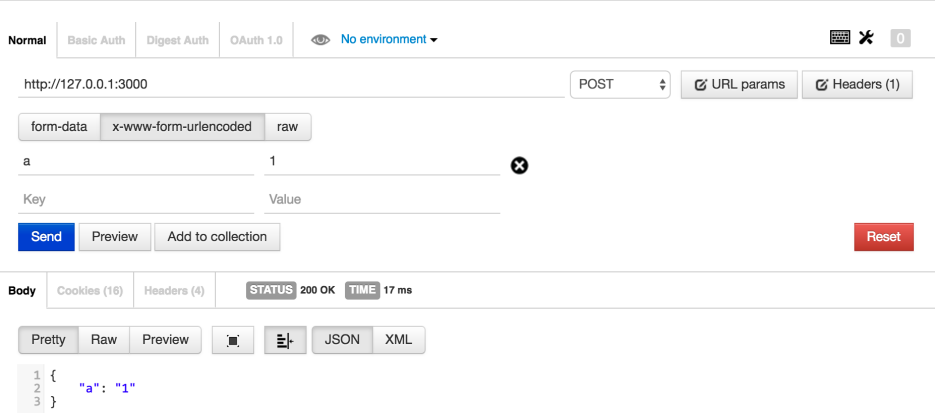 Normal Basic Auth Digest Auth OAuth 1.0 No environment 0
http://127.0.0.1:3000 POST URL params Headers (1)
form-data x-www-form-urlencoded raw
a 1
Key Value
Send Preview Add to collection Reset
Body Cookies (16) Headers (4) STATUS 200 OK TIME 17 ms
Pretty Raw Preview JSON XML
1 {
2 "a": "1"
3 }